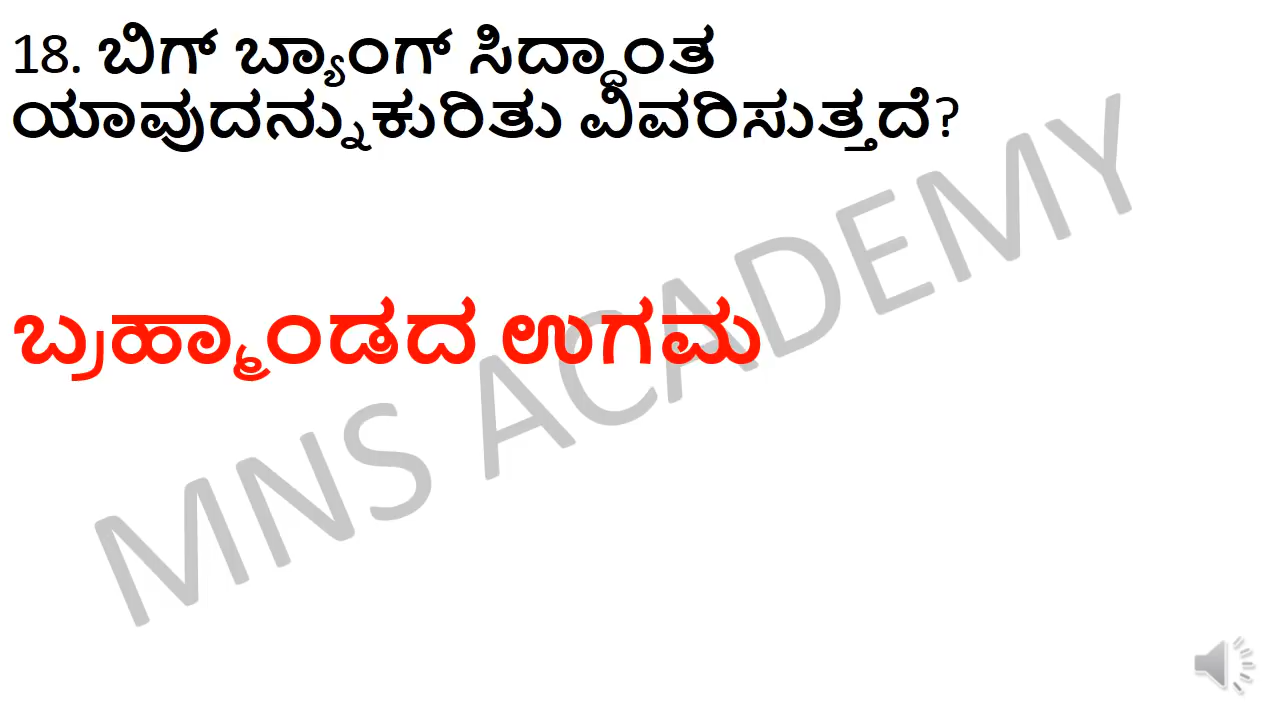 18. ಬಿಗ್ ಬ್ಯಾಂಗ್ ಸಿದ್ಧಾಂತ
ಯಾವುದನ್ನುಕುರಿತು ವಿವರಿಸುತ್ತದೆ?
ಬ್ರಹ್ಮಾಂಡದ ಉಗಮ
MNS ACADEMY